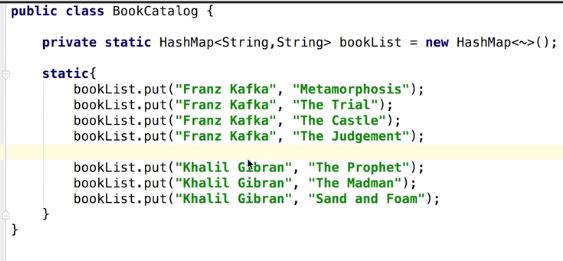 public class BookCatalog {
private static HashMap<String,String> bookList = new HashMap<~>();
static{
bookList.put("Franz Kafka", "Metamorphosis");
bookList.put("Franz Kafka", "The Trial");
bookList.put("Franz Kafka", "The Castle");
bookList.put("Franz Kafka", "The Judgement");
bookList.put("Khalil Gibran", "The Prophet");
bookList.put("Khalil Gibran", "The Madman");
bookList.put("Khalil Gibran", "Sand and Foam");
}
}